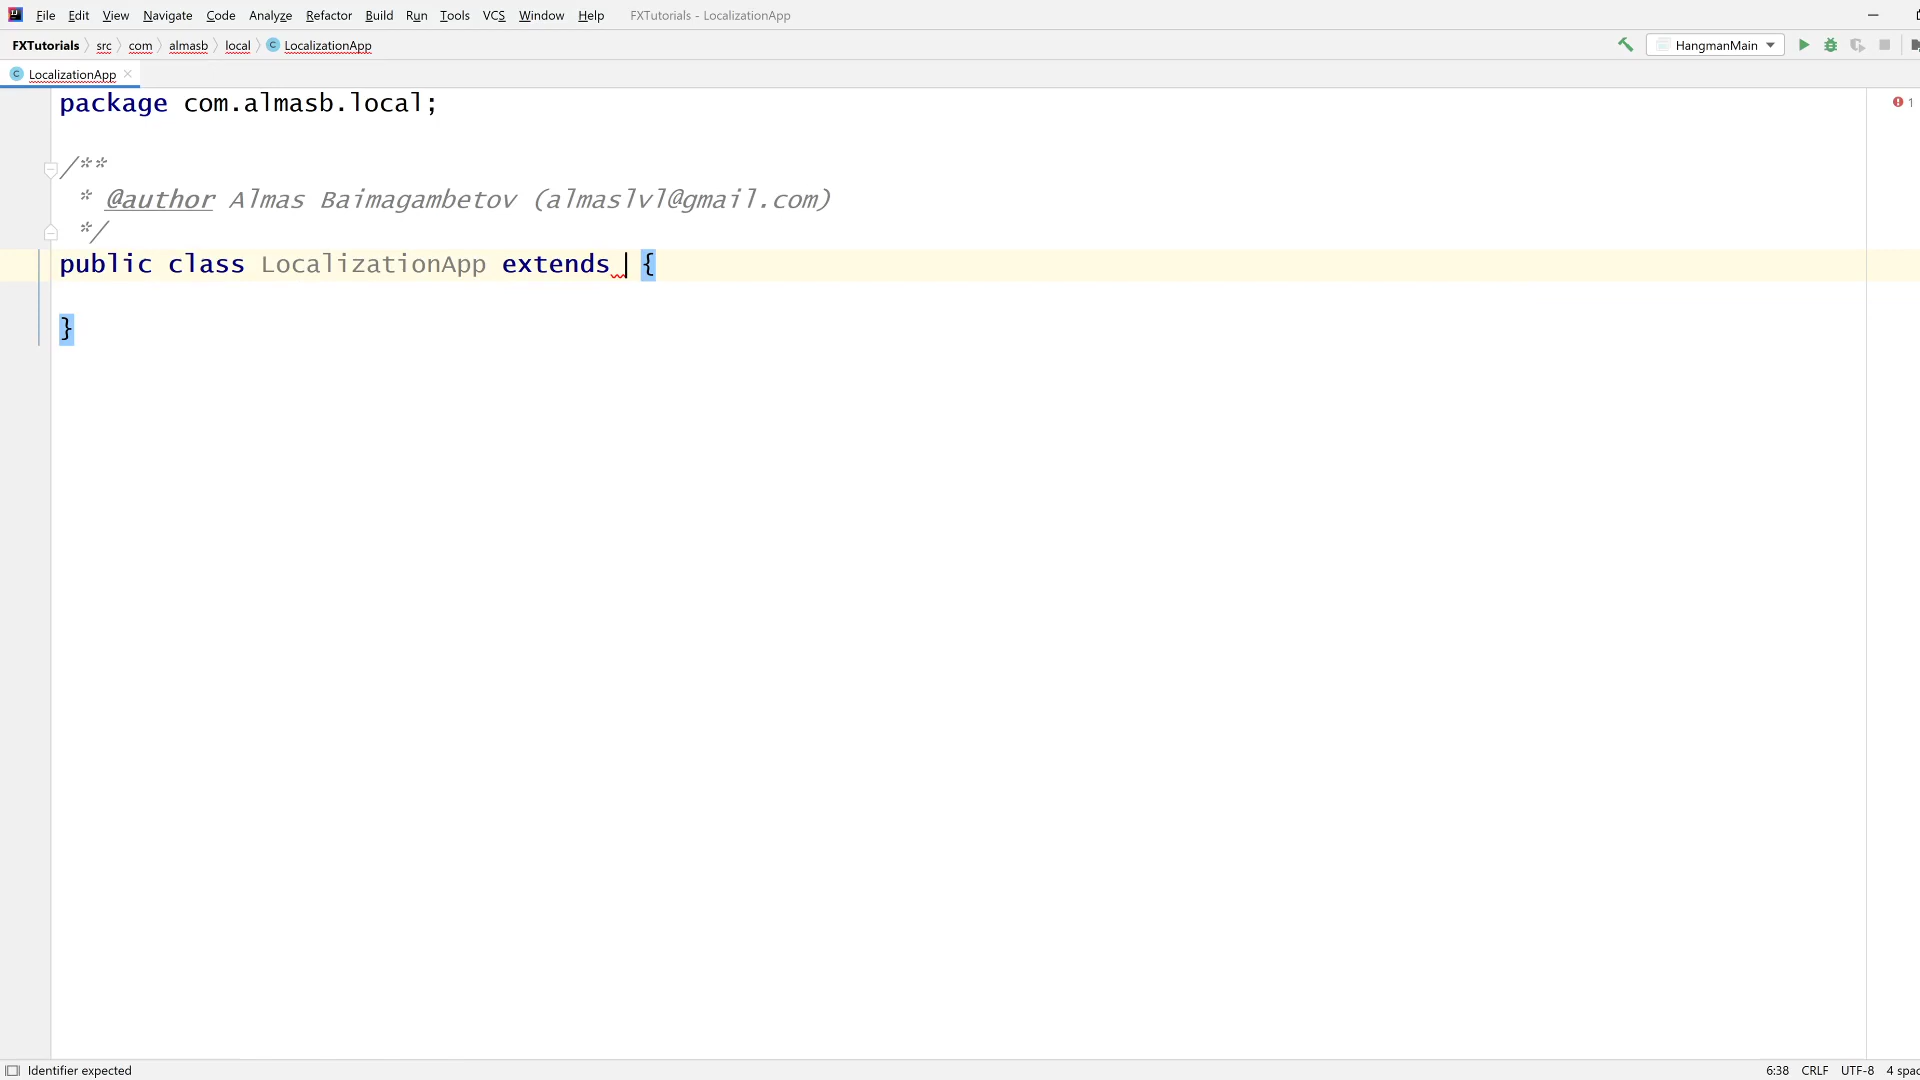 File Edit View Navigate Code Analyze Refactor Build Run Tools VCS Window Help FXTutorials - LocalizationApp
FXTutorials src com almasb local LocalizationApp HangmanMain
LocalizationApp
package com.almasb.local;
1
/**
* @author Almas Baimagambetov (almaslvl@gmail.com)
*/
public class LocalizationApp extends {
}
Identifier expected 6:38 CRLF UTF-8 4 spac